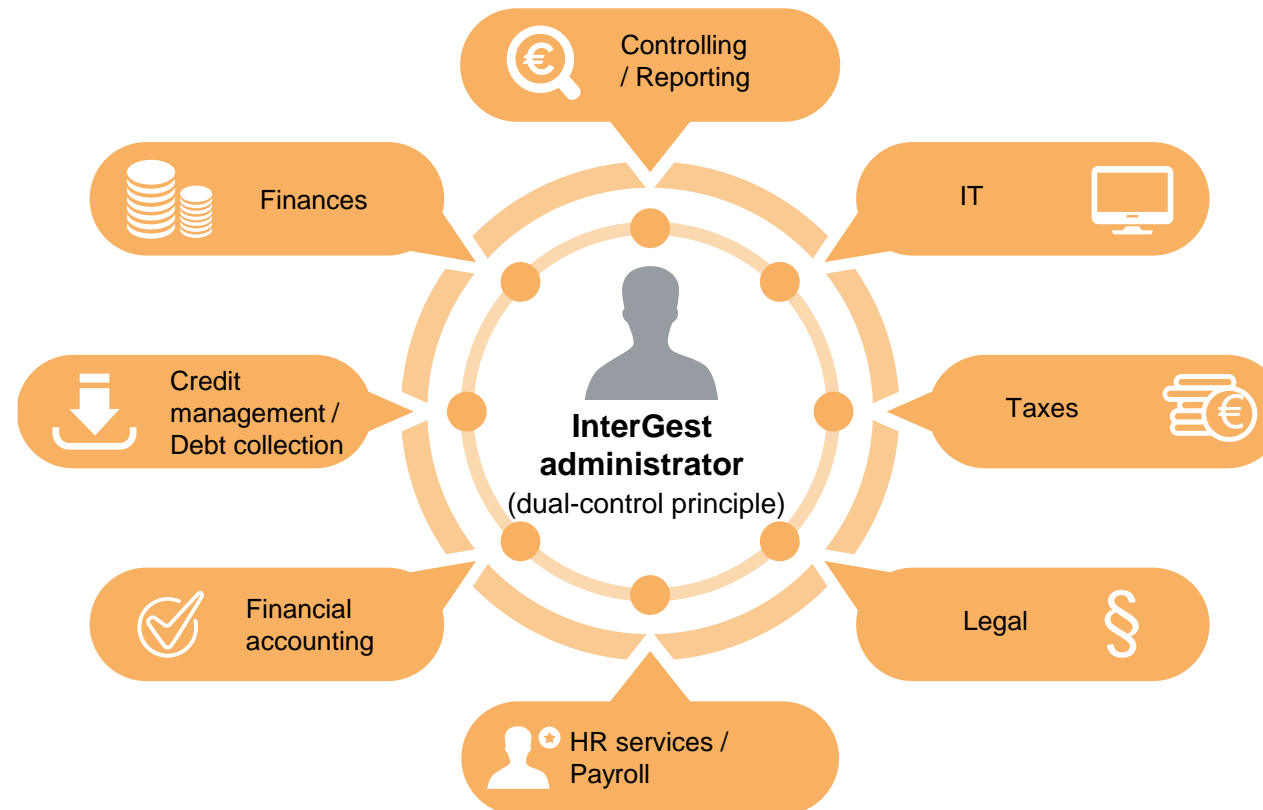 Controlling
/ Reporting
Finances
IT
Credit
management /
Debt collection
InterGest
administrator
(dual-control principle)
Taxes
€
€
Financial
accounting
Legal
§
HR services /
Payroll